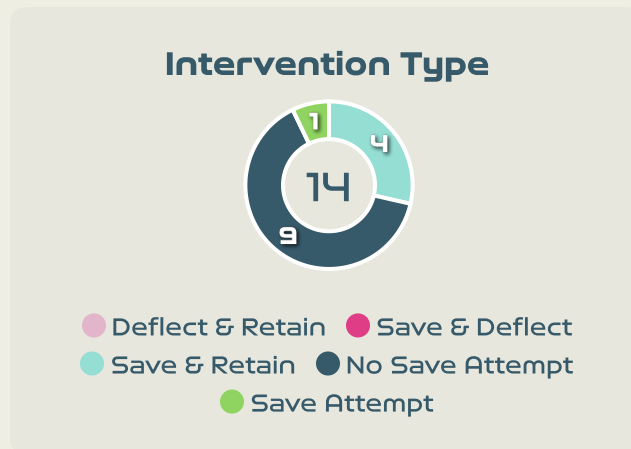 Intervention Type
1
4
14
9
Deflect & Retain Save & Deflect
Save & Retain No Save Attempt
Save Attempt